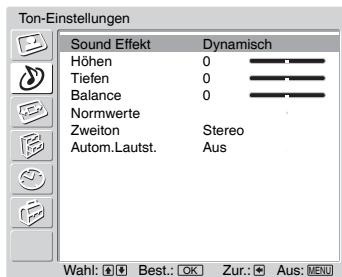 Ton-Einstellungen
Sound Effekt Dynamisch
Höhen 0
Tiefen 0
Balance 0
Normwerte
Zweiton Stereo
Autom.Lautst. Aus
Wahl: Best.: OK Zur.: Aus: MENU